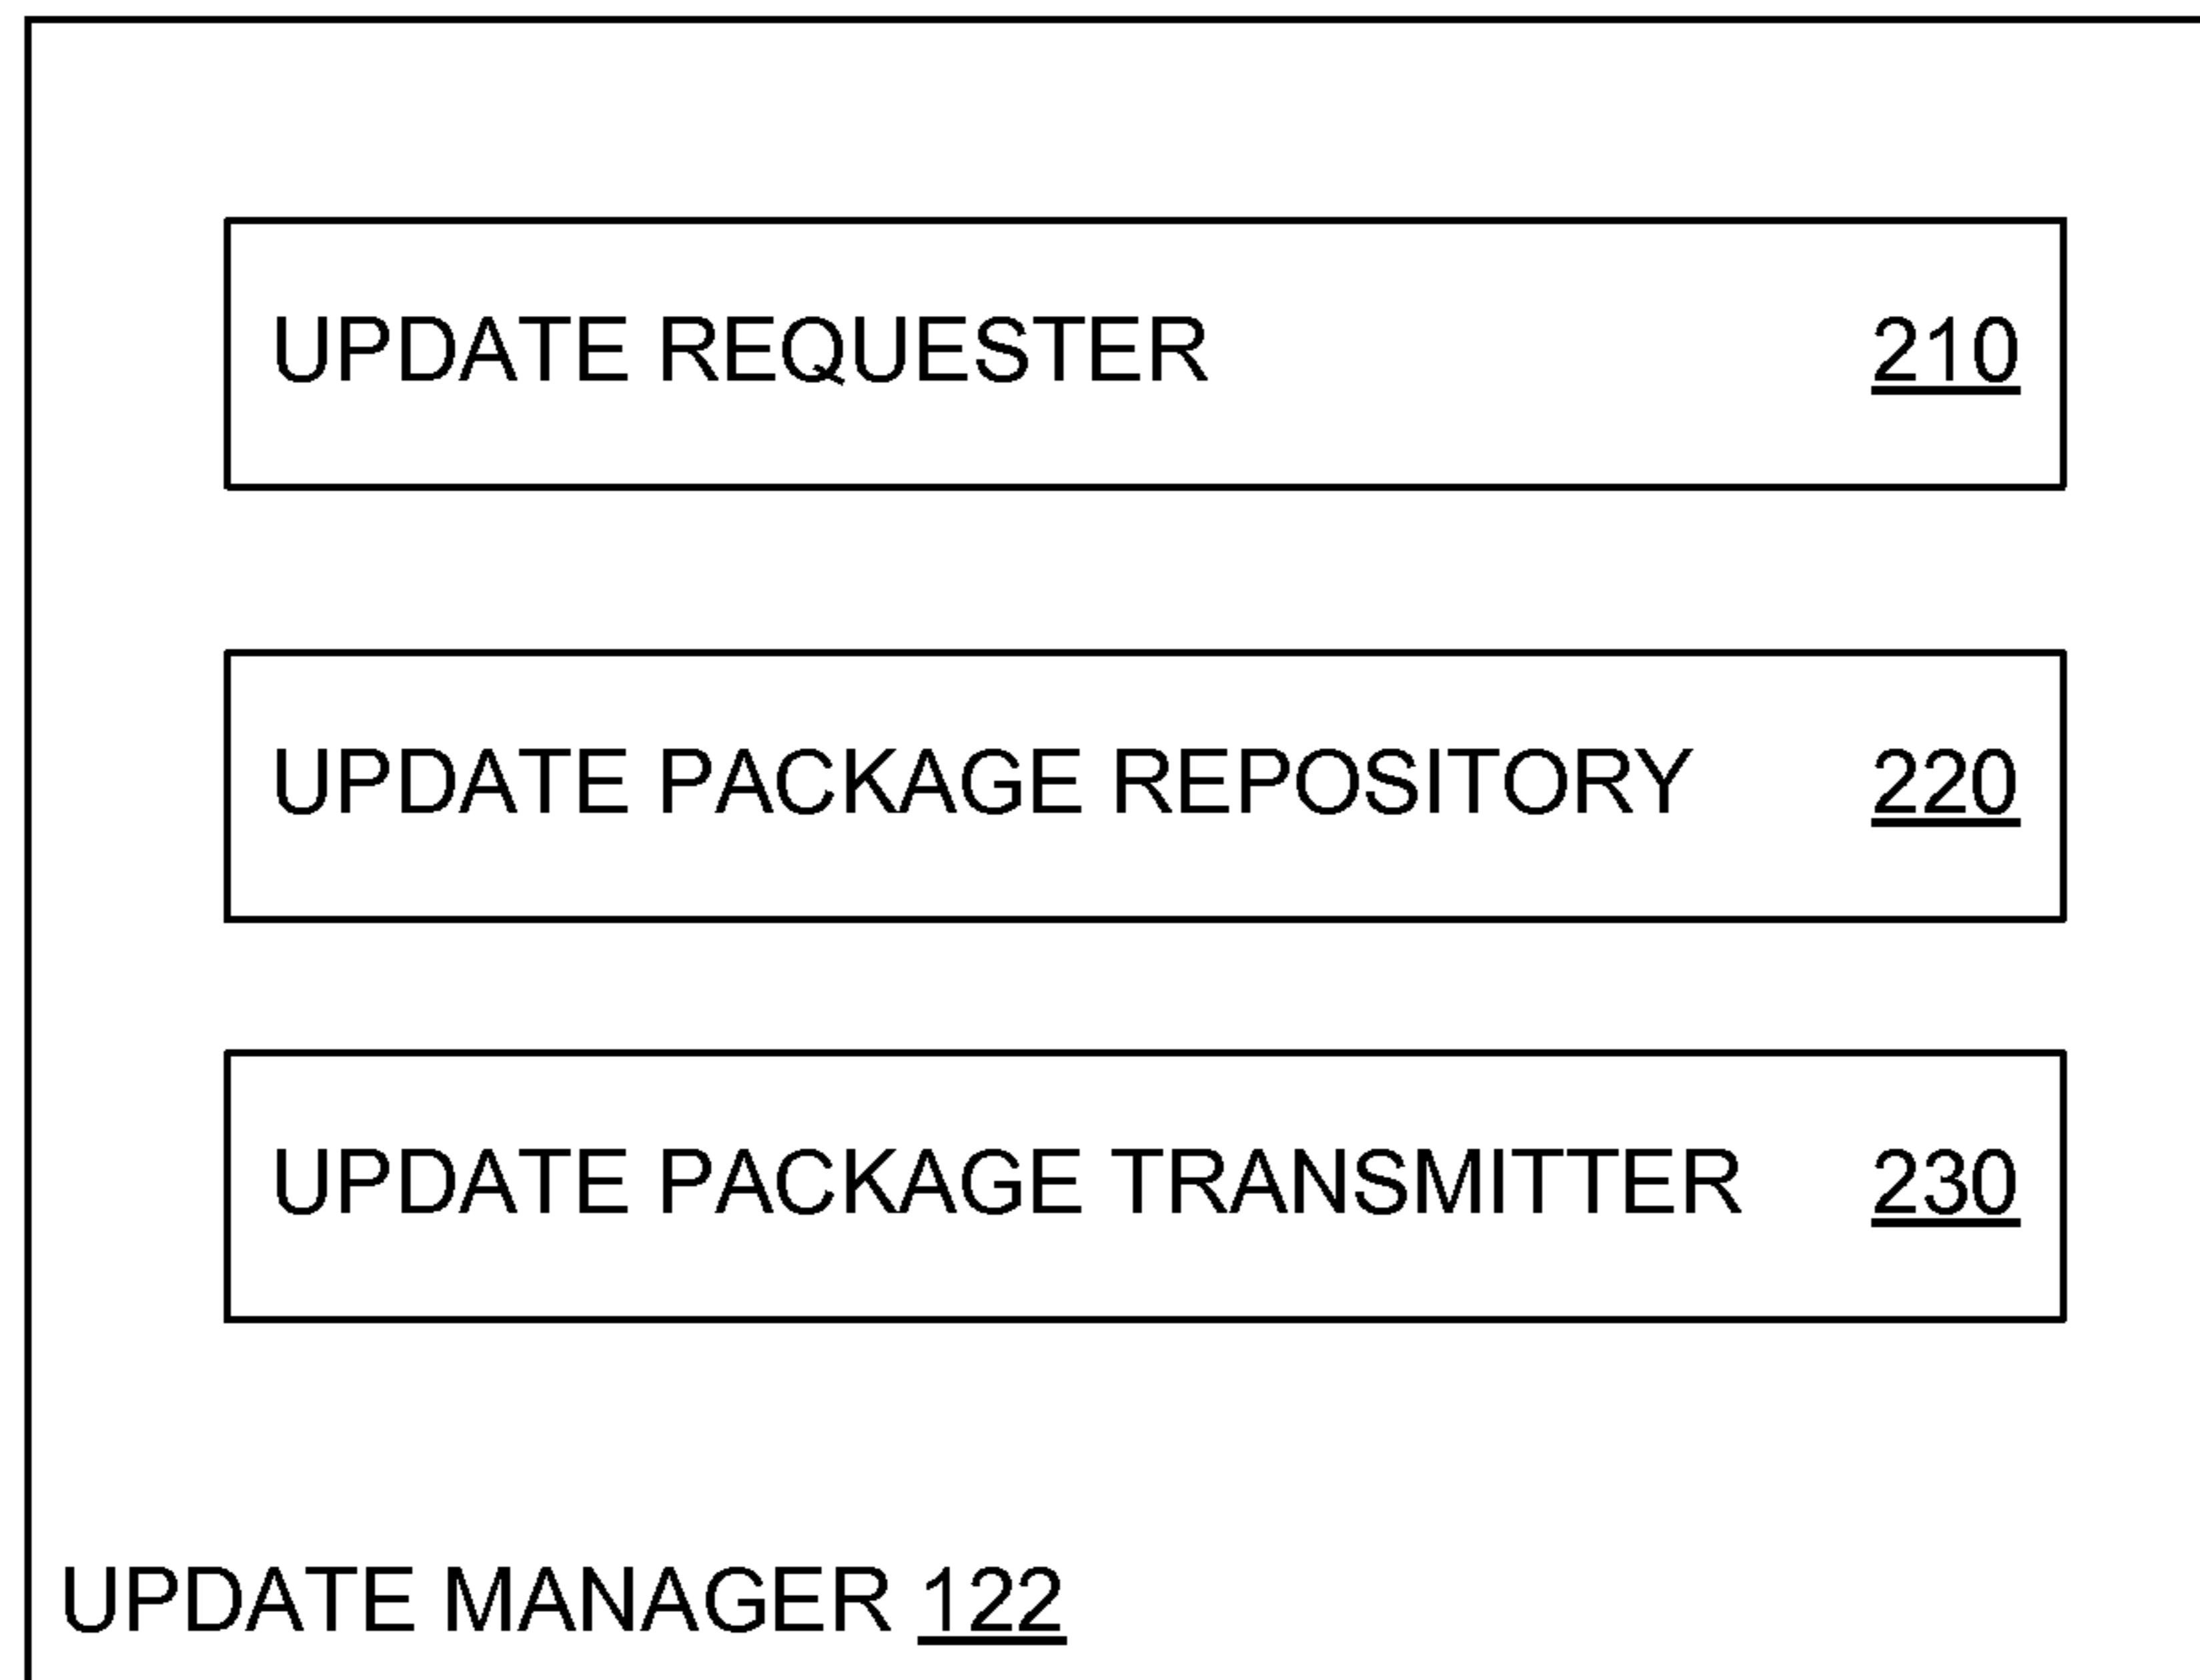 UPDATE REQUESTER 210
UPDATE PACKAGE REPOSITORY 220
UPDATE PACKAGE TRANSMITTER 230
UPDATE MANAGER 122